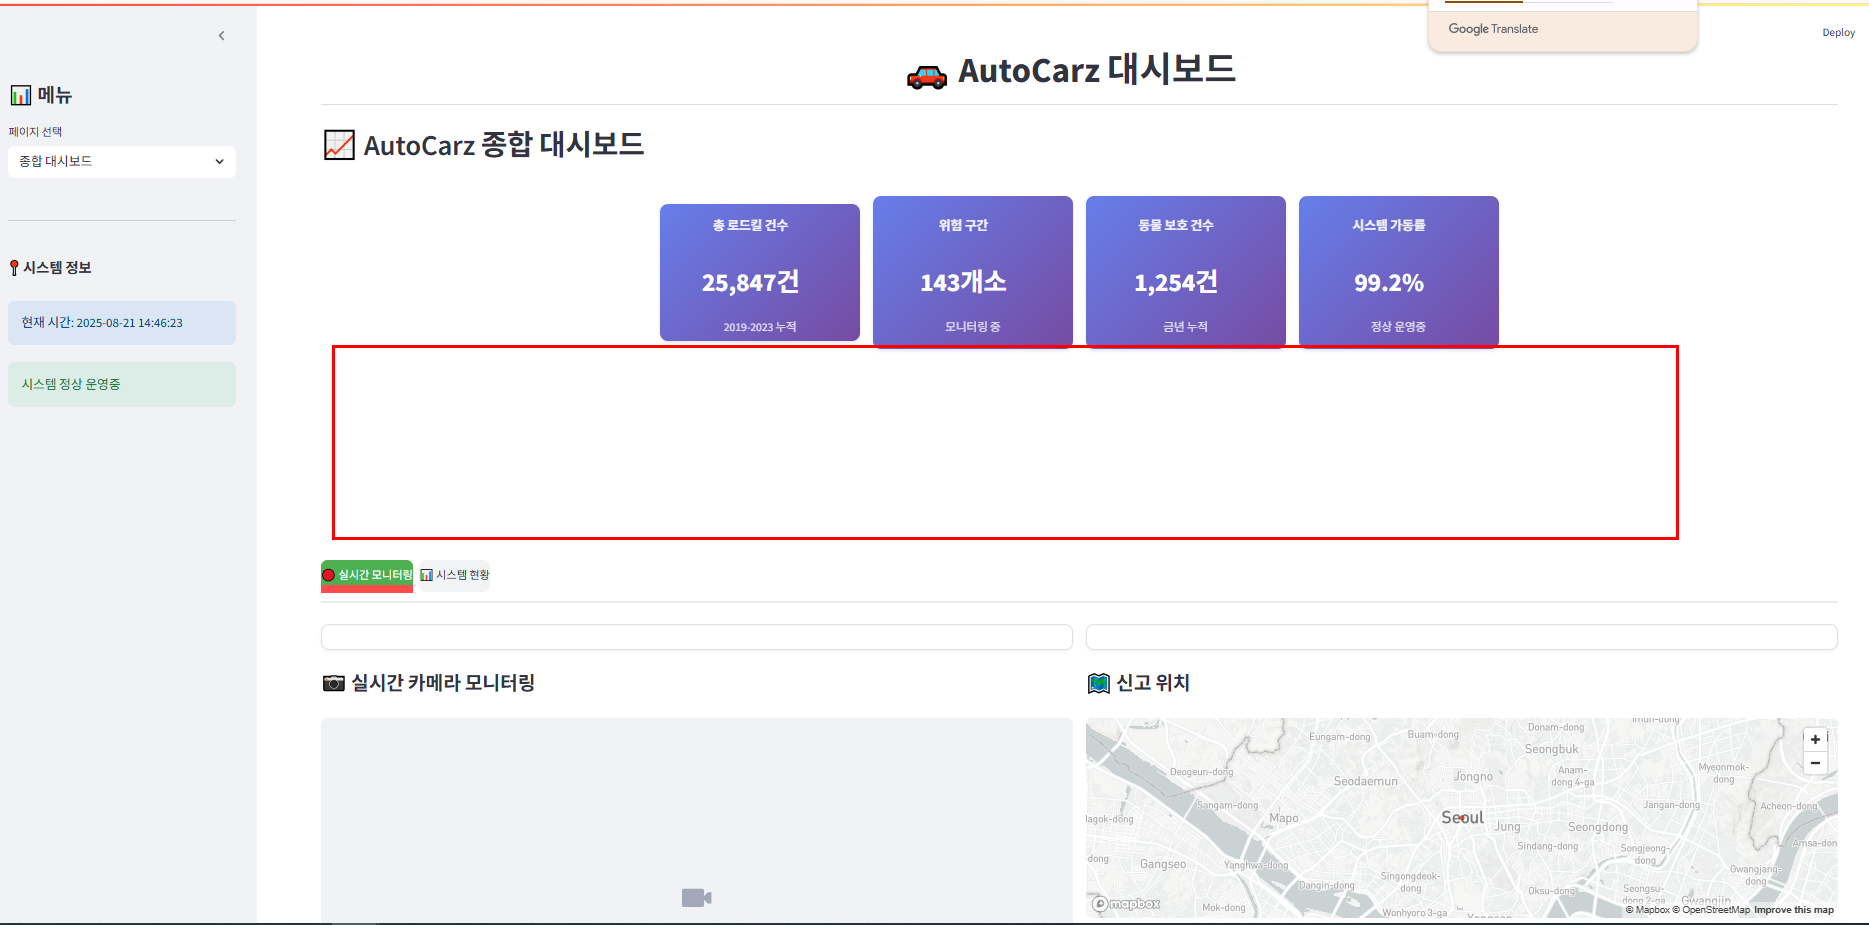 Google Translate
Deploy
AutoCarz 대시보드
메뉴
페이지 선택
종합 대시보드
시스템 정보
현재 시간: 2025-08-21 14:46:23
시스템 정상 운영중
AutoCarz 종합 대시보드
총 로드킬 건수
25,847건
2019-2023 누적
위험 구간
143개소
모니터링 중
동물 보호 건수
1,254건
금년 누적
시스템 가동률
99.2%
정상 운영중
실시간 모니터링
시스템 현황
실시간 카메라 모니터링
신고 위치
Donam-dong
Eungam-dong
Buam-dong
Seongbuk
Deogeun-dong
Seodaemun
Jongno
Anam-
dong 4-ga
Myeonmok-
dong
Sangam-dong
Mapo
Seoul
Jung
Seongdong
Jangan-dong
Acheon-dong
Sindang-dong
Songjeong-
dong
Gangseo
Yanghwa-dong
Singongdeok-
dong
Dangin-dong
Oksu-dong
Seongsu-
dong 2-ga
Gwangjang-
dong
Gwangjin
Mok-dong
Wonhyoro 3-ga
mapbox
© Mapbox © OpenStreetMap Improve this map